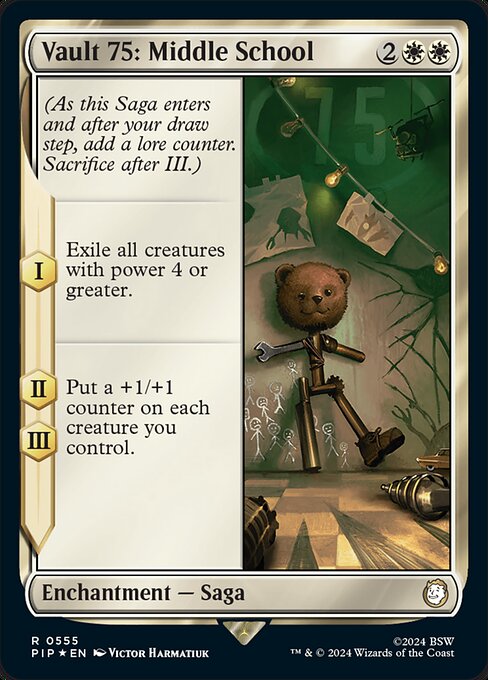 Vault 75: Middle School 2
(As this Saga enters
and after your draw
step, add a lore counter.
Sacrifice after III.)
75
I
Exile all creatures
with power 4 or
greater.
II
III
Put a +1/+1
counter on each
creature you
control.
Enchantment — Saga
R 0555
PIP★EN Victor Harmatiuk
©2024 BSW
™ & © 2024 Wizards of the Coast